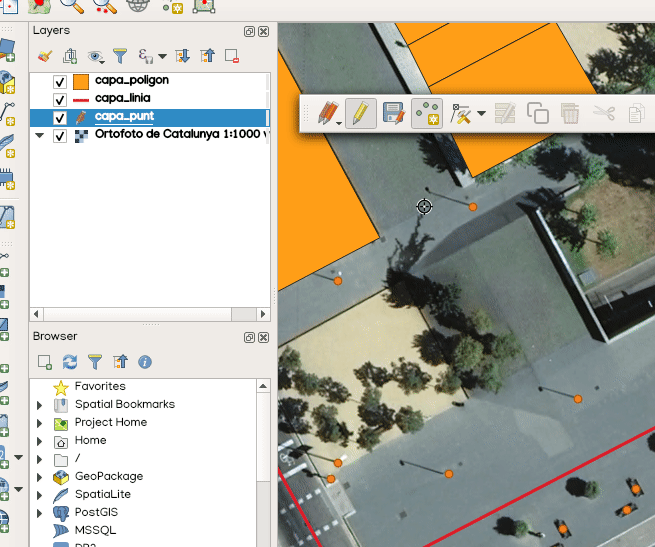 Layers
capa_poligon
capa_linia
capa_punt
Ortofoto de Catalunya 1:1000
Browser
Favorites
Spatial Bookmarks
Project Home
Home
/
GeoPackage
SpatiaLite
PostGIS
MSSQL